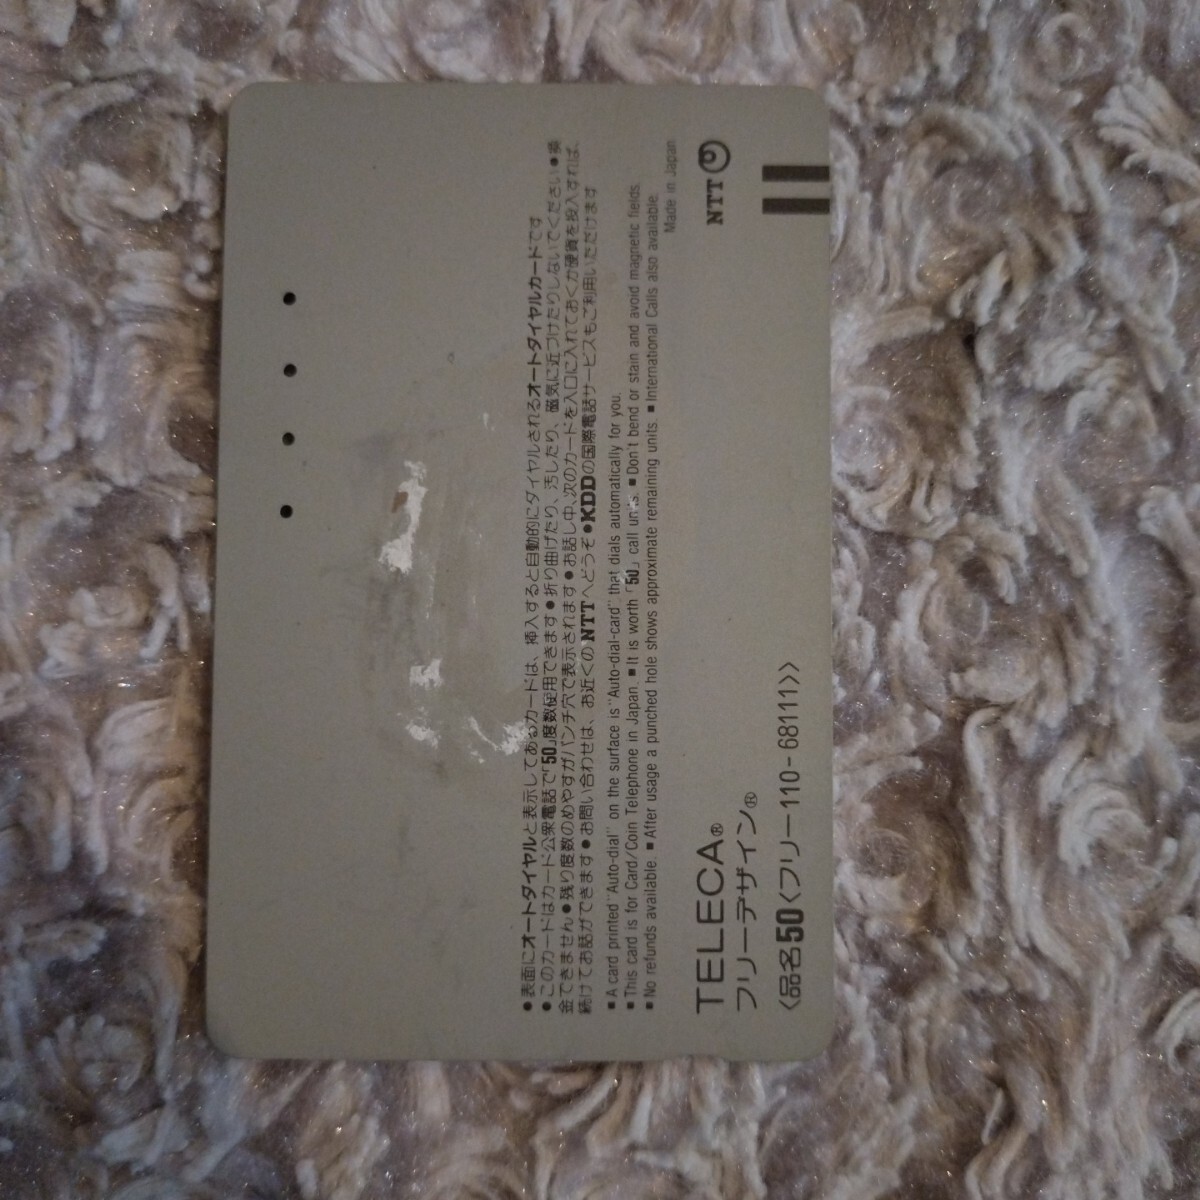 ●表面にオートダイヤルと表示してあるカードは、挿入すると自動的にダイヤルされるオートダイヤルカードです
●このカードはカード公衆電話で「50」度数使用できます●折り曲げたり、汚したり、磁気に近づけたりしないでください●換
金できません●残り度数のめやすがパンチ穴で表示されます●お話し中、次のカードを入口に入れておくか硬貨を投入すれば、
続けてお話ができます●お問い合わせは、お近くのNTTへどうぞ●KDDの国際電話サービスもご利用いただけます
■A card printed "Auto-dial" on the surface is "Auto-dial-card" that dials automatically for you.
■This card is for Card/Coin Telephone in Japan. ■It is worth「50」call units. ■Don't bend or stain and avoid magnetic fields.
■No refunds available. ■After usage a punched hole shows approximate remaining units. ■International Calls also available.
Made in Japan
TELECA®
NTT
フリーデザイン®
〈品名50〈フリー110-68111〉〉